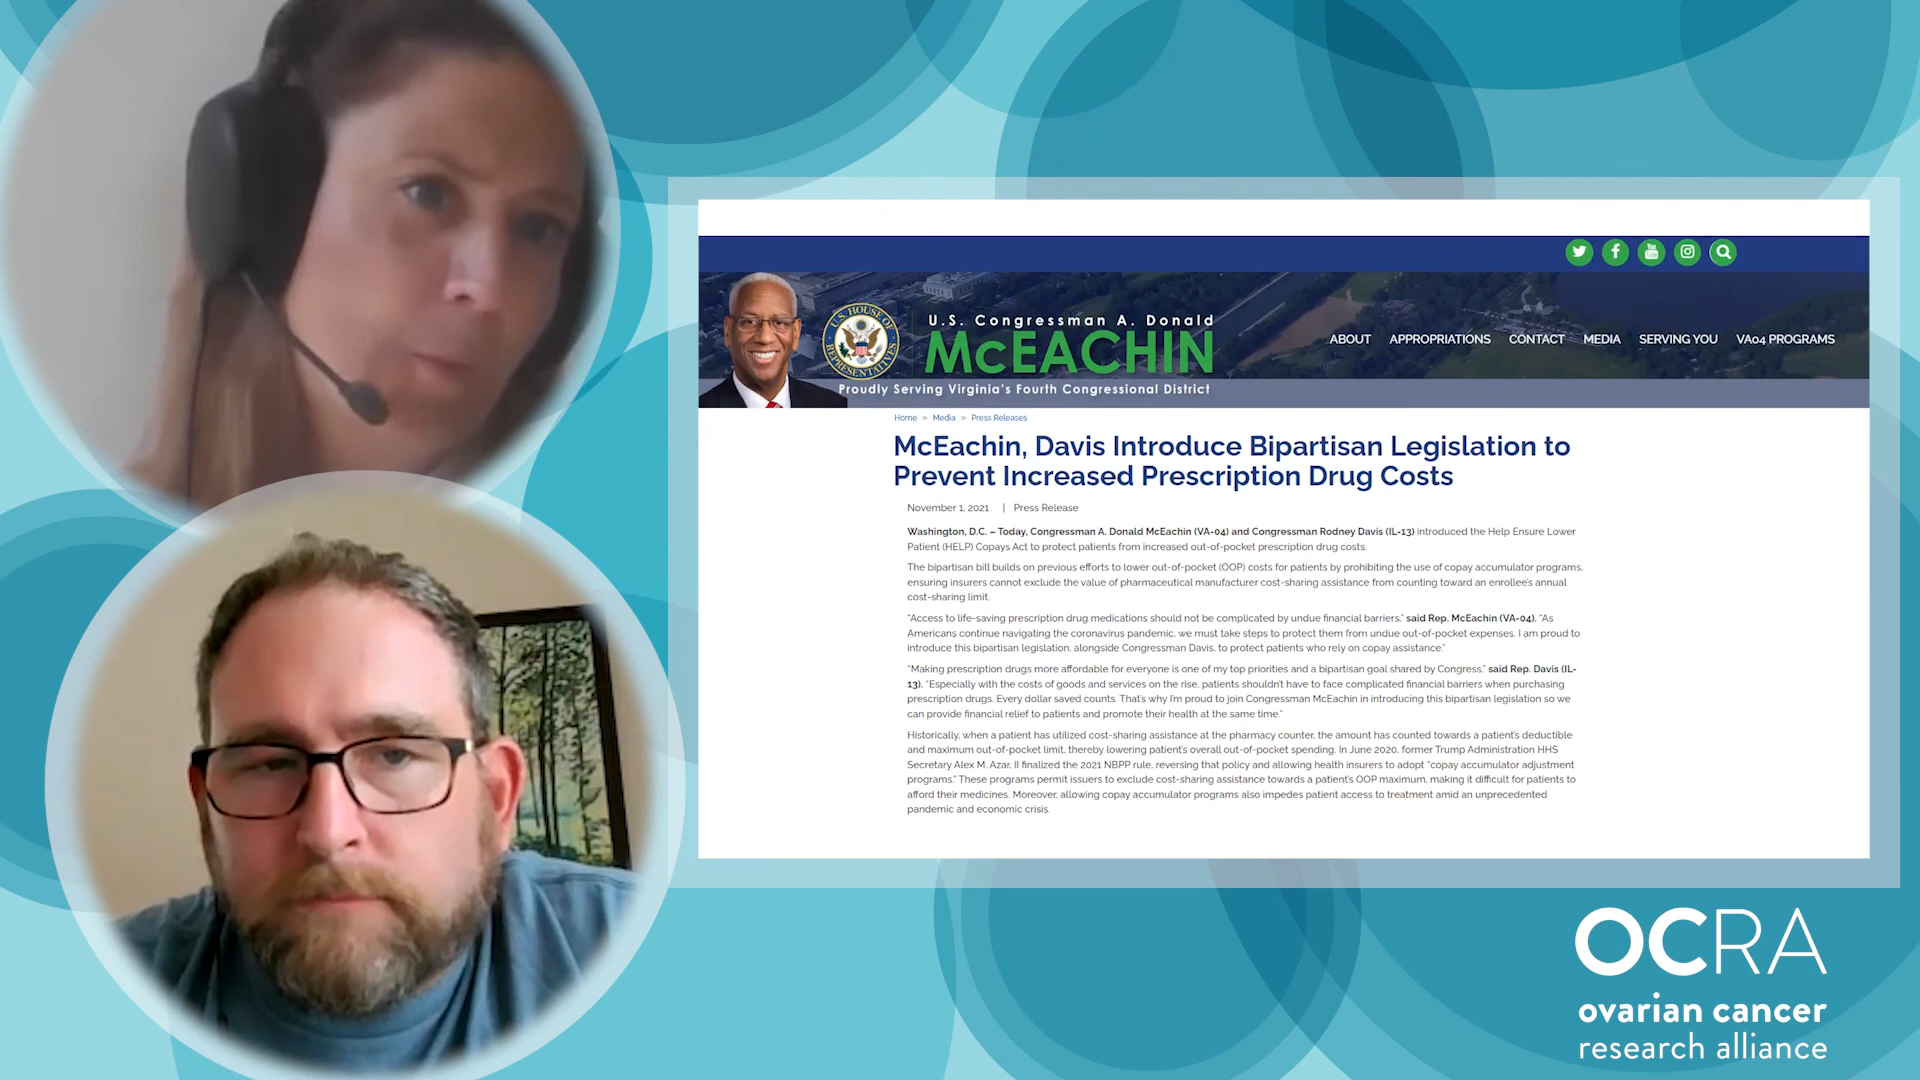 U.S. Congressman A. Donald
McEACHIN
Proudly Serving Virginia's Fourth Congressional District
U.S. HOUSE OF REPRESENTATIVES
ABOUT APPROPRIATIONS CONTACT MEDIA SERVING YOU VA04 PROGRAMS
Home » Media » Press Releases
McEachin, Davis Introduce Bipartisan Legislation to
Prevent Increased Prescription Drug Costs
November 1, 2021 | Press Release
Washington, D.C. – Today, Congressman A. Donald McEachin (VA-04) and Congressman Rodney Davis (IL-13) introduced the Help Ensure Lower
Patient (HELP) Copays Act to protect patients from increased out-of-pocket prescription drug costs.
The bipartisan bill builds on previous efforts to lower out-of-pocket (OOP) costs for patients by prohibiting the use of copay accumulator programs,
ensuring insurers cannot exclude the value of pharmaceutical manufacturer cost-sharing assistance from counting toward an enrollee's annual
cost-sharing limit.
"Access to life-saving prescription drug medications should not be complicated by undue financial barriers," said Rep. McEachin (VA-04). "As
Americans continue navigating the coronavirus pandemic, we must take steps to protect them from undue out-of-pocket expenses. I am proud to
introduce this bipartisan legislation, alongside Congressman Davis, to protect patients who rely on copay assistance."
"Making prescription drugs more affordable for everyone is one of my top priorities and a bipartisan goal shared by Congress," said Rep. Davis (IL-
13). "Especially with the costs of goods and services on the rise, patients shouldn't have to face complicated financial barriers when purchasing
prescription drugs. Every dollar saved counts. That's why I'm proud to join Congressman McEachin in introducing this bipartisan legislation so we
can provide financial relief to patients and promote their health at the same time."
Historically, when a patient has utilized cost-sharing assistance at the pharmacy counter, the amount has counted towards a patient's deductible
and maximum out-of-pocket limit, thereby lowering patient's overall out-of-pocket spending. In June 2020, former Trump Administration HHS
Secretary Alex M. Azar, II finalized the 2021 NBPP rule, reversing that policy and allowing health insurers to adopt "copay accumulator adjustment
programs." These programs permit issuers to exclude cost-sharing assistance towards a patient's OOP maximum, making it difficult for patients to
afford their medicines. Moreover, allowing copay accumulator programs also impedes patient access to treatment amid an unprecedented
pandemic and economic crisis.
OCRA
ovarian cancer
research alliance